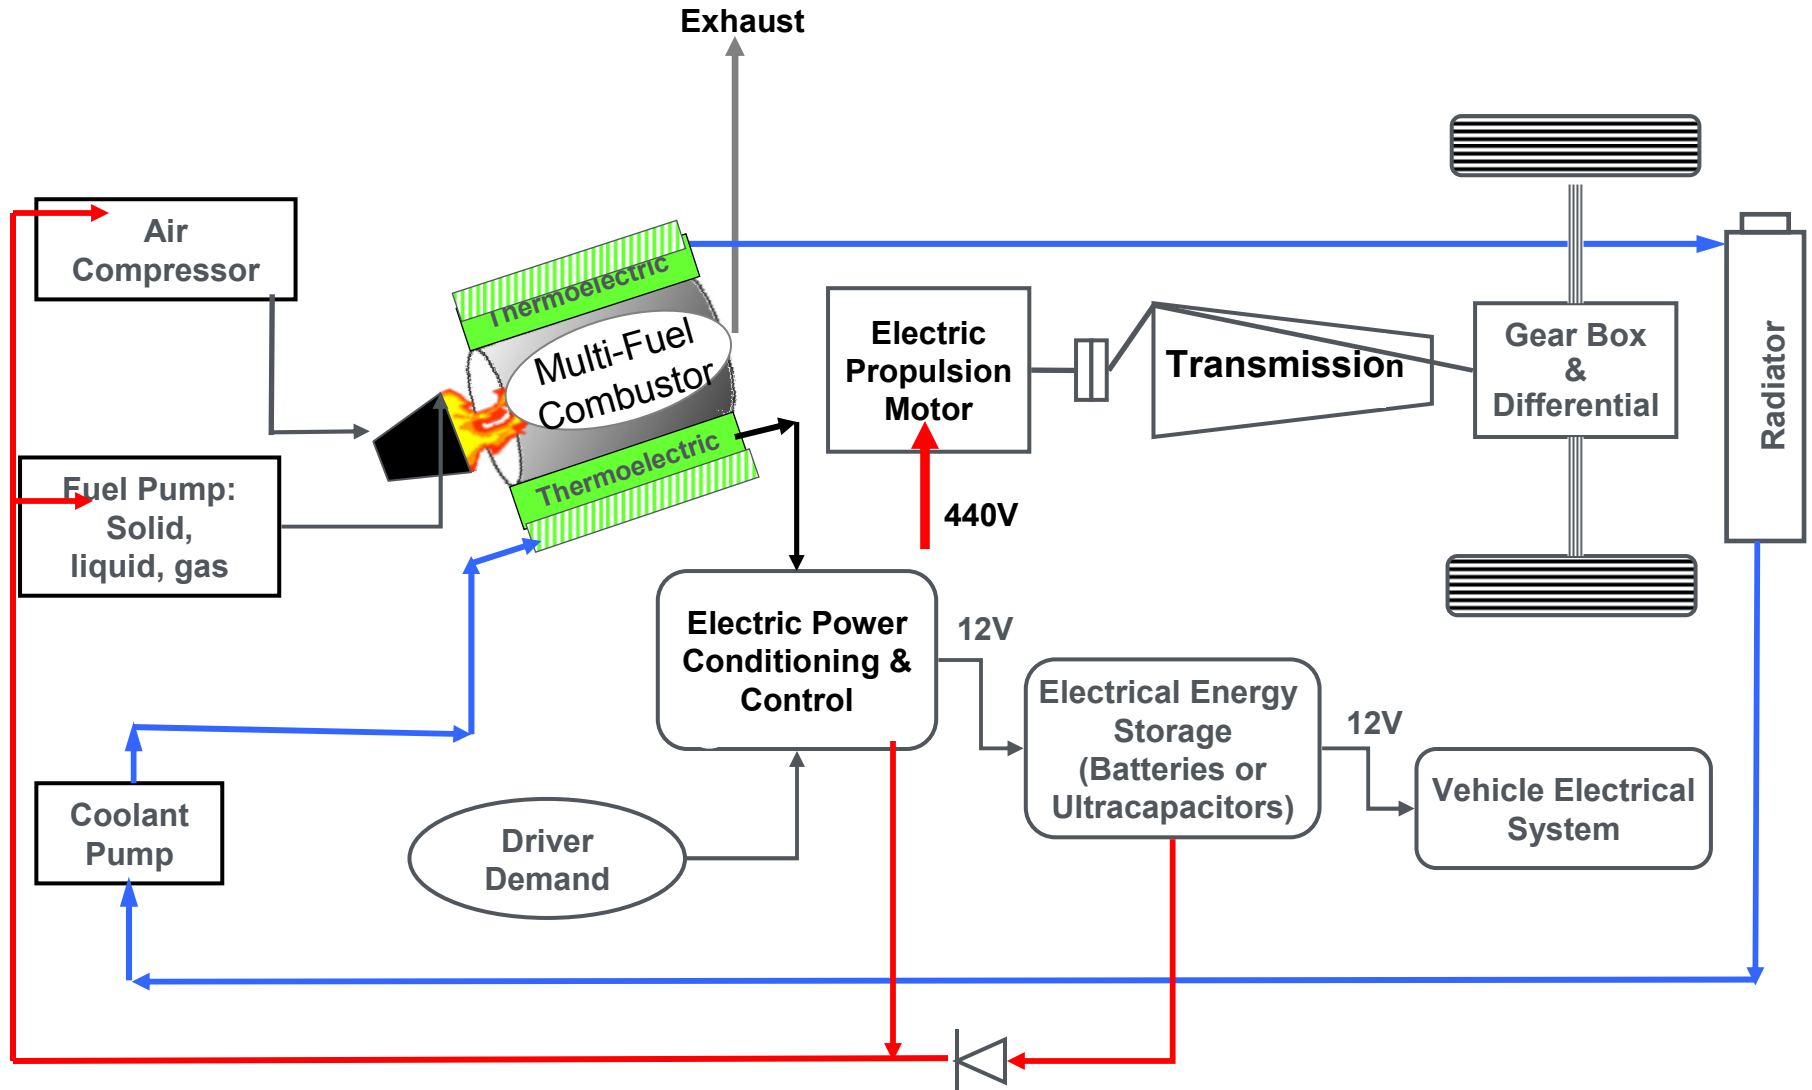 Exhaust
Air
Compressor
Thermoelectric
Multi-Fuel
Combustor
Thermoelectric
Fuel Pump:
Solid,
liquid, gas
Electric
Propulsion
Motor
440V
Transmission
Gear Box
&
Differential
Radiator
Electric Power
Conditioning &
Control
12V
Electrical Energy
Storage
(Batteries or
Ultracapacitors)
12V
Vehicle Electrical
System
Coolant
Pump
Driver
Demand